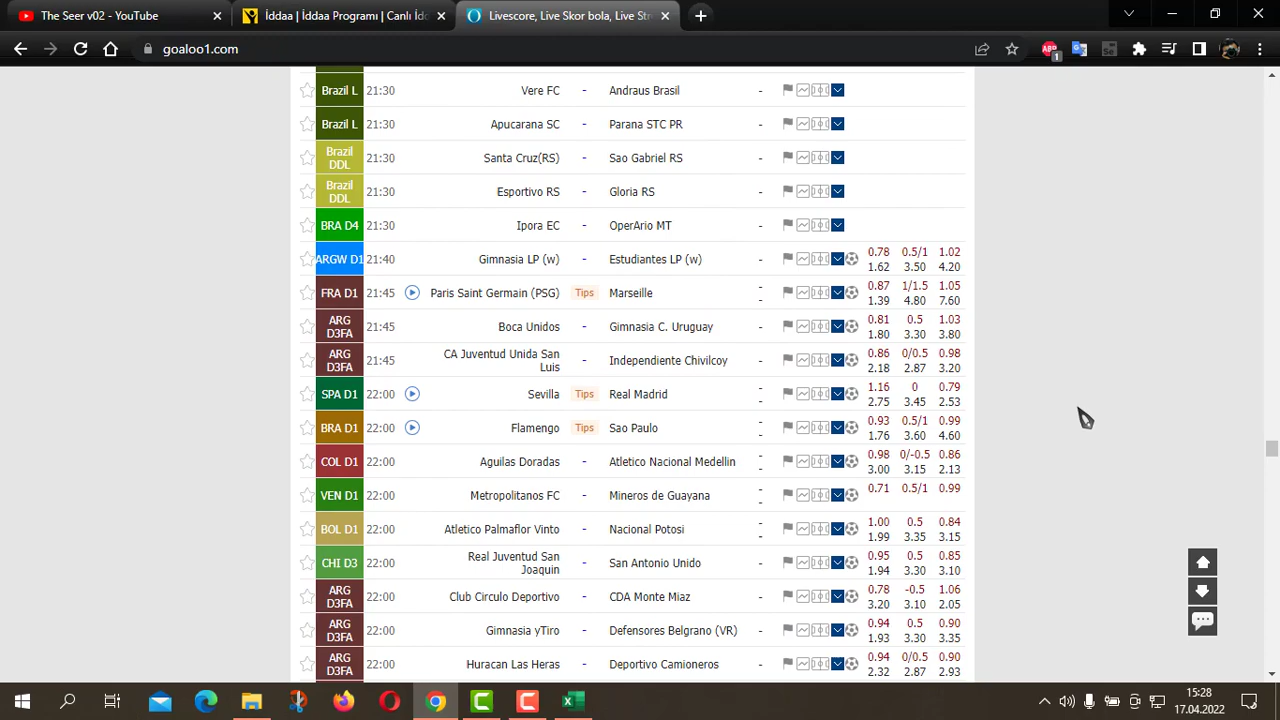 The Seer v02 - YouTube
İddaa | İddaa Programı | Canlı İdd
Livescore, Live Skor bola, Live Str
goaloo1.com
ABP
1
Brazil L 21:30 Vere FC - Andraus Brasil -
Brazil L 21:30 Apucarana SC - Parana STC PR -
Brazil DDL 21:30 Santa Cruz(RS) - Sao Gabriel RS -
Brazil DDL 21:30 Esportivo RS - Gloria RS -
BRA D4 21:30 Ipora EC - OperArio MT -
ARGW D1 21:40 Gimnasia LP (w) - Estudiantes LP (w) - 0.78 0.5/1 1.02
1.62 3.50 4.20
FRA D1 21:45 Paris Saint Germain (PSG) Tips Marseille - - 0.87 1/1.5 1.05
1.39 4.80 7.60
ARG D3FA 21:45 Boca Unidos - Gimnasia C. Uruguay - 0.81 0.5 1.03
1.80 3.30 3.80
ARG D3FA 21:45 CA Juventud Unida San Luis - Independiente Chivilcoy - 0.86 0/0.5 0.98
2.18 2.87 3.20
SPA D1 22:00 Sevilla Tips Real Madrid - - 1.16 0 0.79
2.75 3.45 2.53
BRA D1 22:00 Flamengo Tips Sao Paulo - - 0.93 0.5/1 0.99
1.76 3.60 4.60
COL D1 22:00 Aguilas Doradas - Atletico Nacional Medellin - - 0.98 0/-0.5 0.86
3.00 3.15 2.13
VEN D1 22:00 Metropolitanos FC - Mineros de Guayana - - 0.71 0.5/1 0.99
BOL D1 22:00 Atletico Palmaflor Vinto - Nacional Potosi - - 1.00 0.5 0.84
1.99 3.35 3.15
CHI D3 22:00 Real Juventud San Joaquin - San Antonio Unido - 0.95 0.5 0.85
1.94 3.30 3.10
ARG D3FA 22:00 Club Circulo Deportivo - CDA Monte Miaz - 0.78 -0.5 1.06
3.20 3.10 2.05
ARG D3FA 22:00 Gimnasia yTiro - Defensores Belgrano (VR) - 0.94 0.5 0.90
1.93 3.30 3.35
ARG D3FA 22:00 Huracan Las Heras - Deportivo Camioneros - 0.94 0/0.5 0.90
2.32 2.87 2.93
15:28
17.04.2022